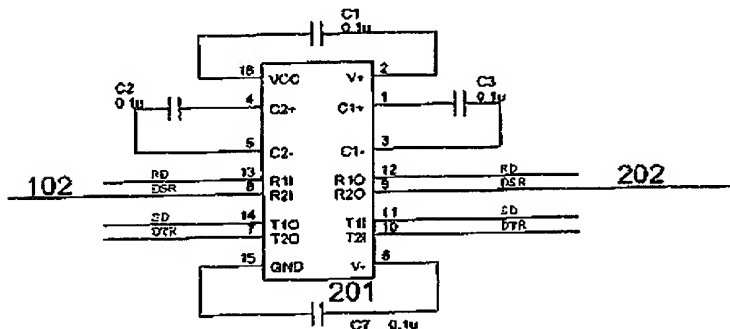 C1
0.1u
16 VCC V+ 2
C2
0.1u
4 C2+ C1+ 1
C3
0.1u
5 C2- C1- 3
RD 13 R1I R1O 12 RD
102 DSR 8 R2I R2O 9 DSR 202
SD 14 T1O T1I 11 SD
DTR 7 T2O T2I 10 DTR
15 GND V- 6
201
C7 0.1u